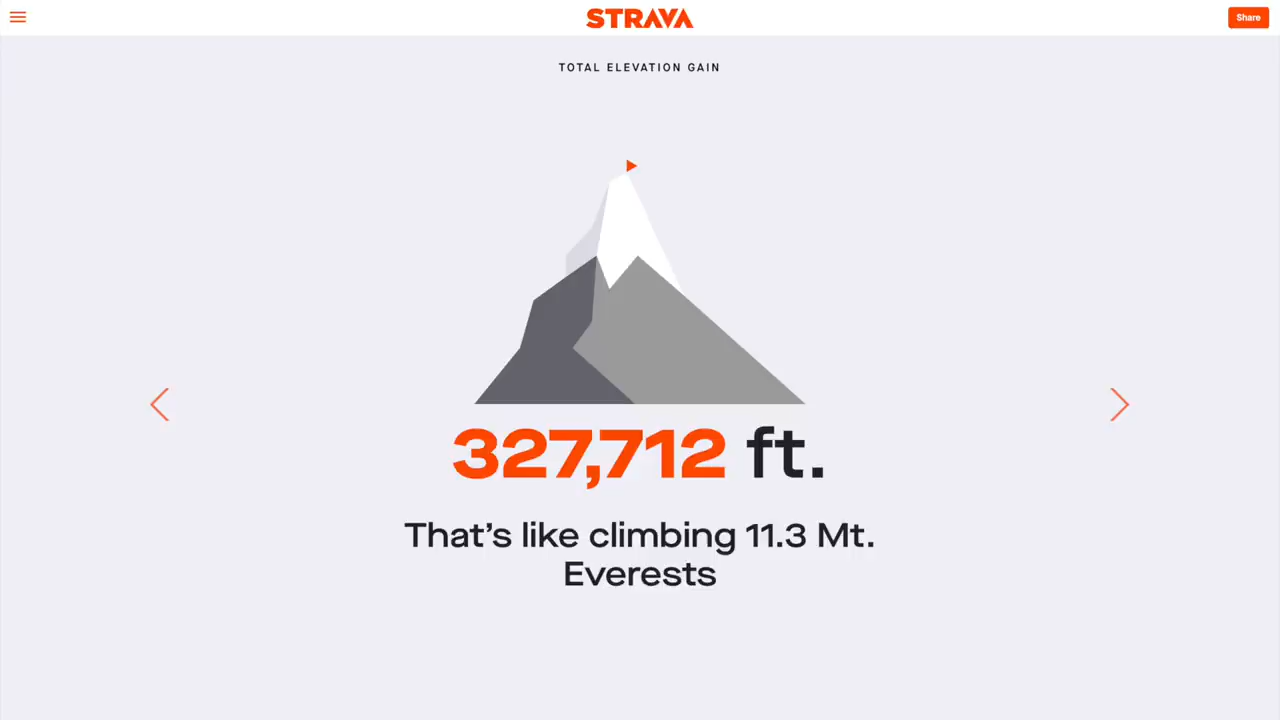 STRAVA
Share
TOTAL ELEVATION GAIN
327,712 ft.
That's like climbing 11.3 Mt.
Everests